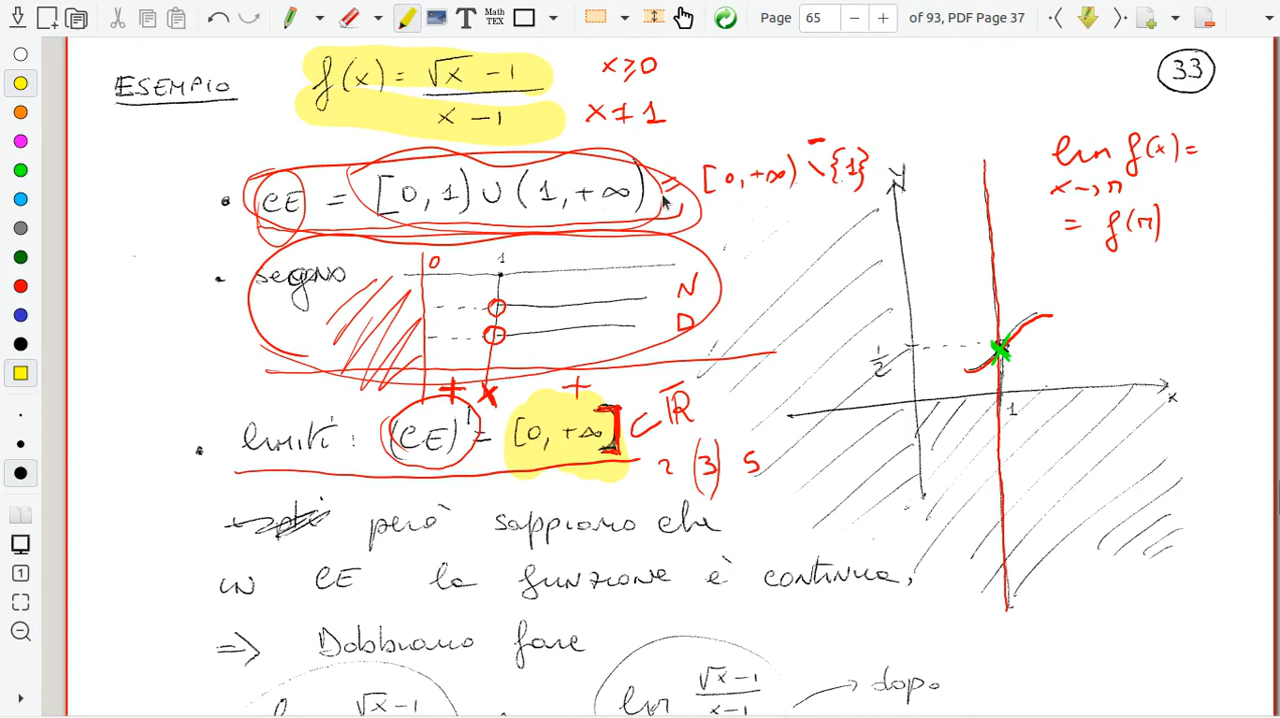 Page 65 of 93, PDF Page 37
T MATH TEX
33
ESEMPIO f(x) = √x - 1 / x - 1
x ⩾ 0
x ≠ 1
• CE = [0, 1) ∪ (1, +∞) = [0, +∞) \ {1}
lim f(x) =
x → r
= f(r)
• segno 0 1
N
D
+ x +
• limiti: (CE)' = [0, +∞] ⊂ R̅
2 (3) 5
1/2
1
x
però sappiamo che
in CE la funzione è continua,
=> Dobbiamo fare
√x - 1
lim √x-1 / x-1 → dopo
1